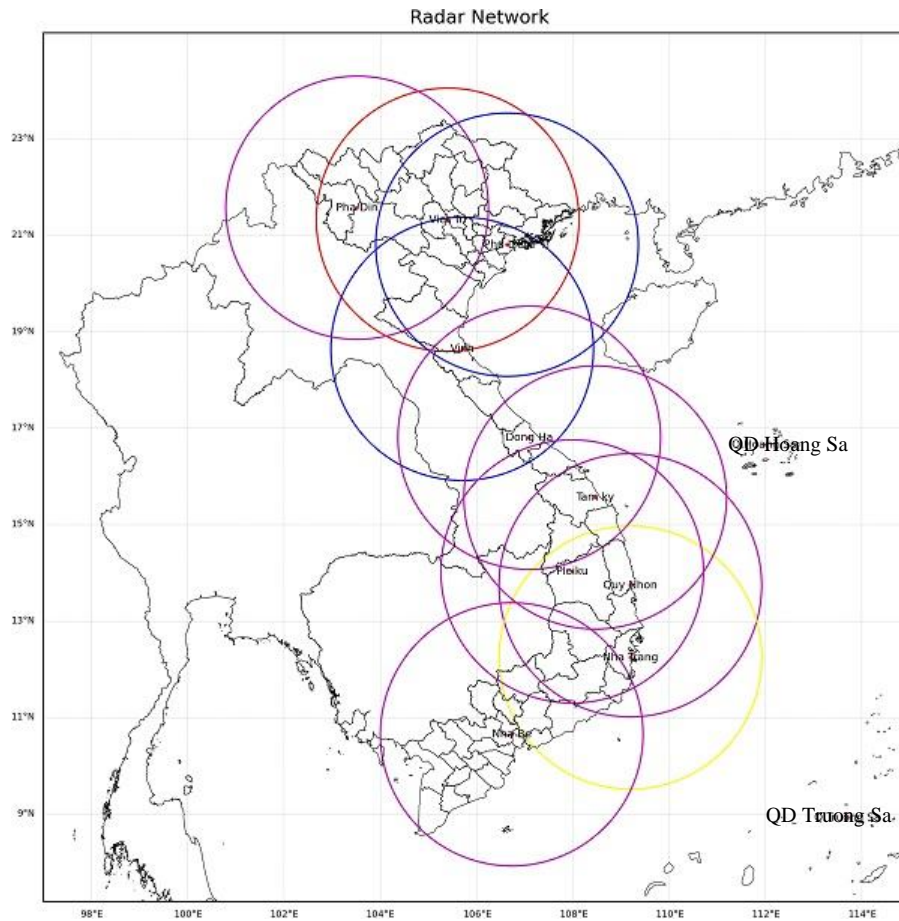 Radar Network
23°N
Pha Din
21°N
19°N
Vinh
17°N
Dong Ha
QD Hoang Sa
15°N
Tam ky
Pleiku
Quy Nhon
13°N
Nha Trang
11°N
Nha Be
9°N
QD Truong Sa
98°E 100°E 102°E 104°E 106°E 108°E 110°E 112°E 114°E